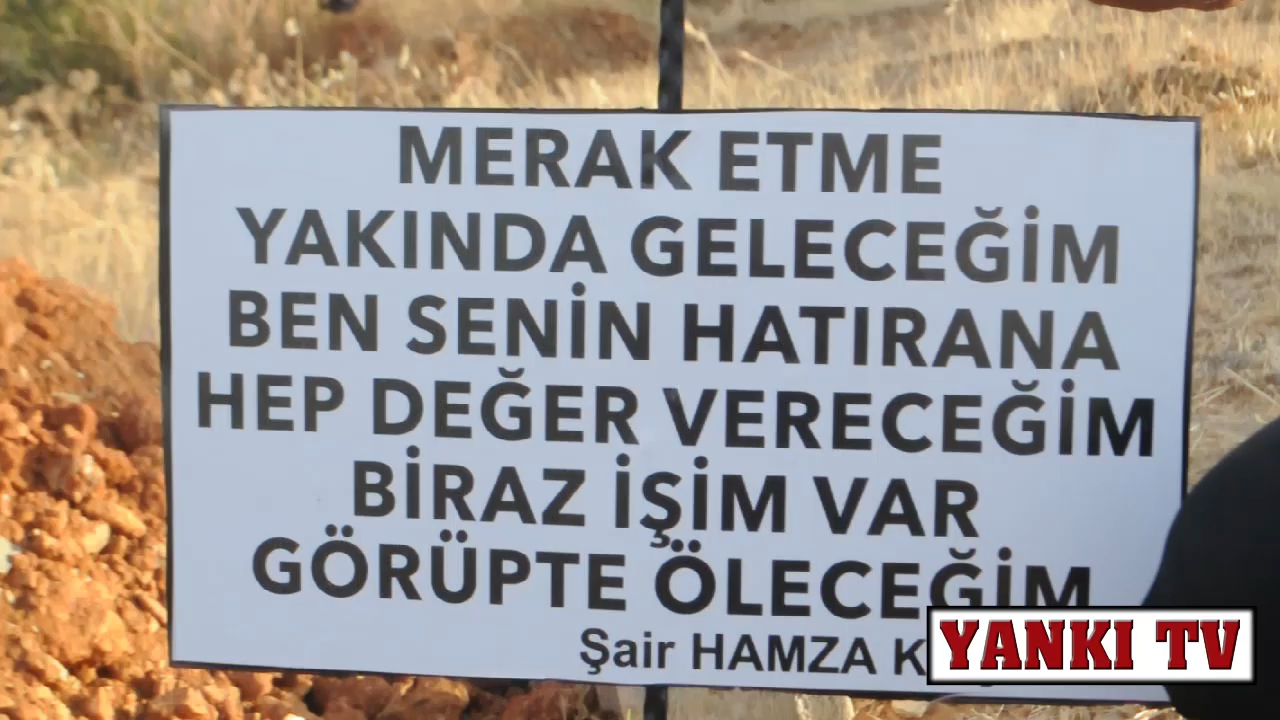 MERAK ETME
YAKINDA GELECEĞİM
BEN SENİN HATIRANA
HEP DEĞER VERECEĞİM
BİRAZ İŞİM VAR
GÖRÜPTE ÖLECEĞİM
Şair HAMZA
YANKI TV